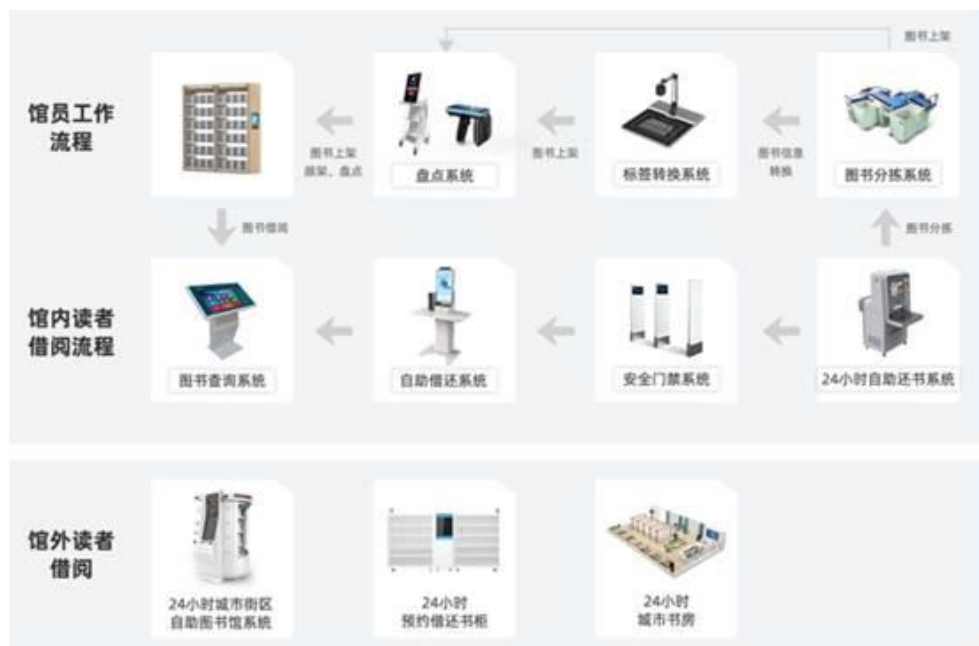 图书上架
馆员工作
流程
图书上架
顺架、盘点
图书上架
图书信息
转换
盘点系统
标签转换系统
图书分拣系统
图书借阅
图书分拣
馆内读者
借阅流程
图书查询系统
自助借还系统
安全门禁系统
24小时自助还书系统
馆外读者
借阅
24小时城市街区
自助图书馆系统
24小时
预约借还书柜
24小时
城市书房